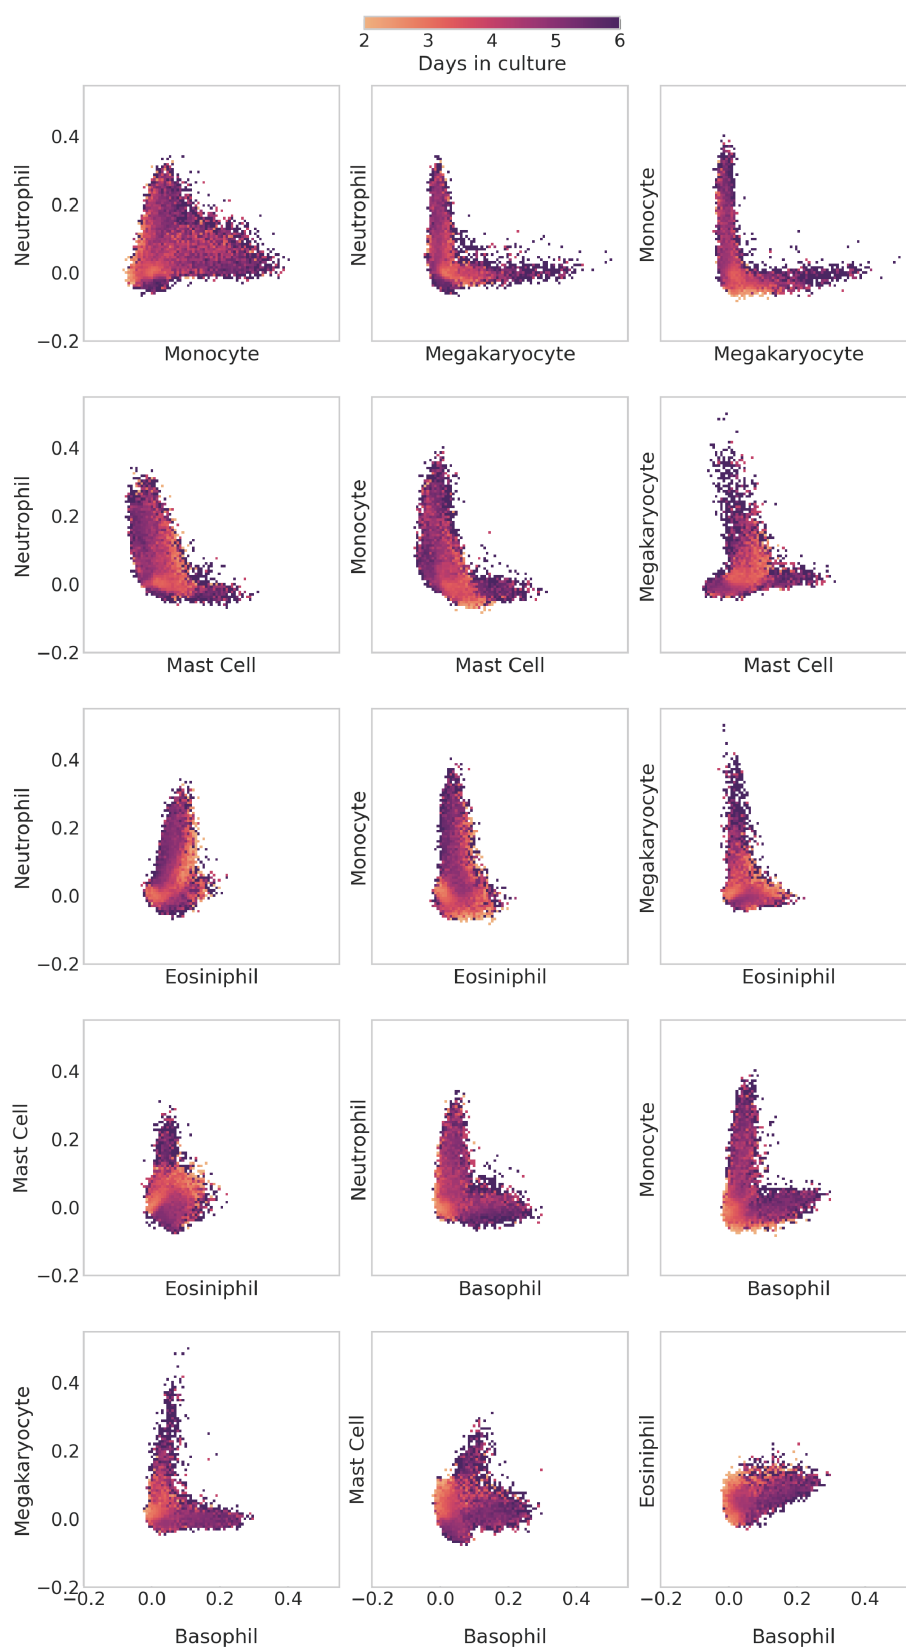 2 3 4 5 6
Days in culture
Neutrophil
0.4
0.2
0.0
−0.2
Monocyte
Neutrophil
Megakaryocyte
Monocyte
Megakaryocyte
Neutrophil
0.4
0.2
0.0
−0.2
Mast Cell
Monocyte
Mast Cell
Megakaryocyte
Mast Cell
Neutrophil
0.4
0.2
0.0
−0.2
Eosiniphil
Monocyte
Eosiniphil
Megakaryocyte
Eosiniphil
Mast Cell
0.4
0.2
0.0
−0.2
Eosiniphil
Neutrophil
Basophil
Monocyte
Basophil
Megakaryocyte
0.4
0.2
0.0
−0.2
−0.2 0.0 0.2 0.4
Basophil
Mast Cell
−0.2 0.0 0.2 0.4
Basophil
Eosiniphil
−0.2 0.0 0.2 0.4
Basophil